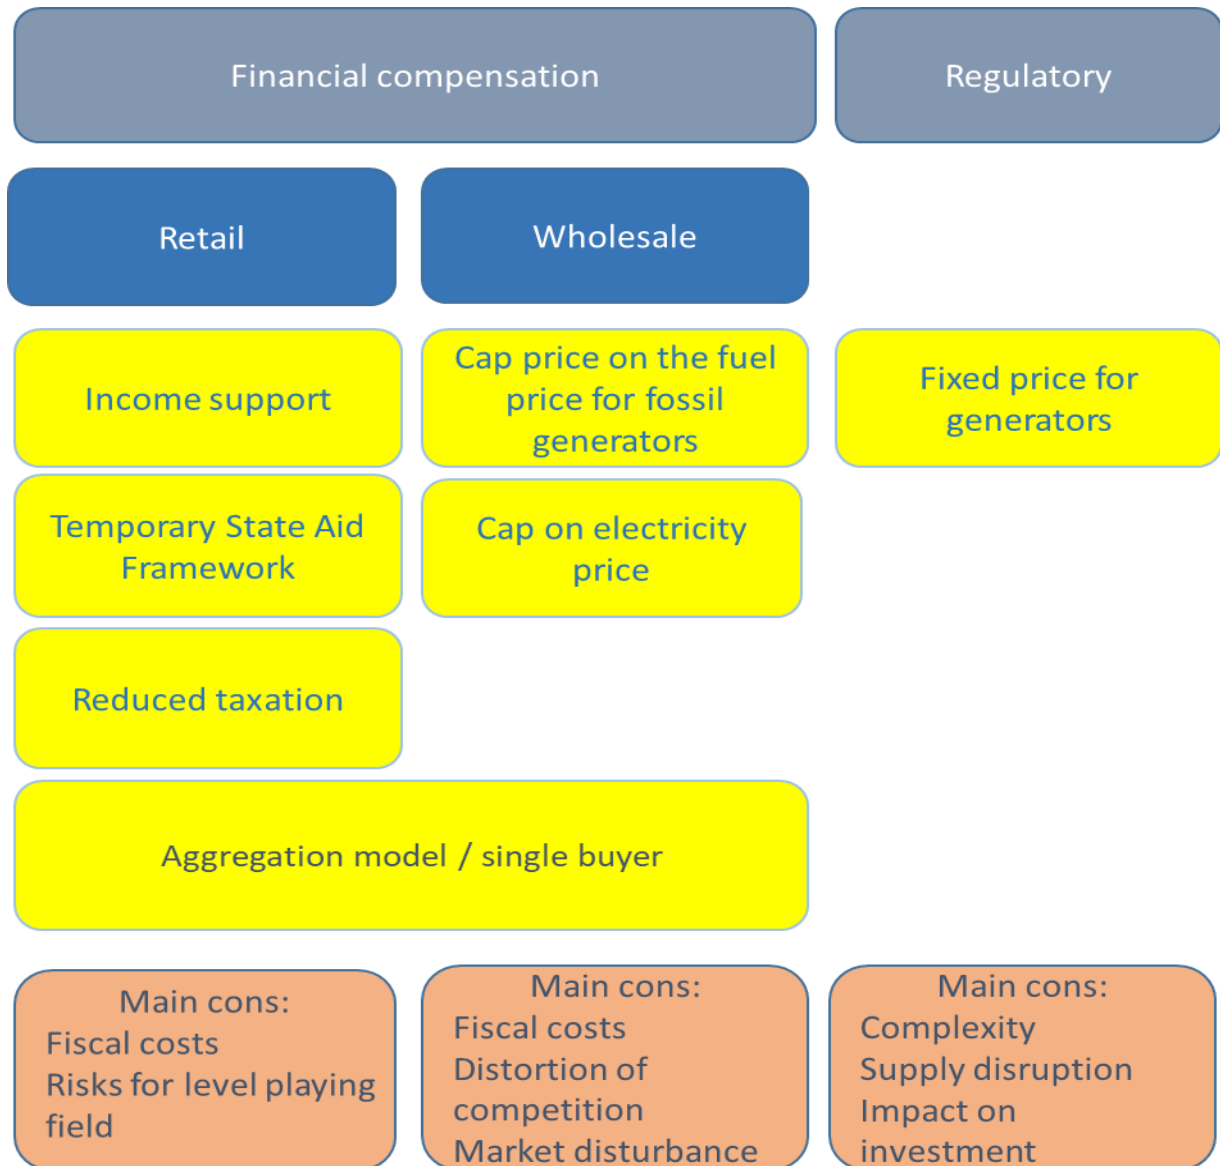 Financial compensation
Regulatory
Retail
Wholesale
Income support
Cap price on the fuel
price for fossil
generators
Fixed price for
generators
Temporary State Aid
Framework
Cap on electricity
price
Reduced taxation
Aggregation model / single buyer
Main cons:
Fiscal costs
Risks for level playing
field
Main cons:
Fiscal costs
Distortion of
competition
Market disturbance
Main cons:
Complexity
Supply disruption
Impact on
investment